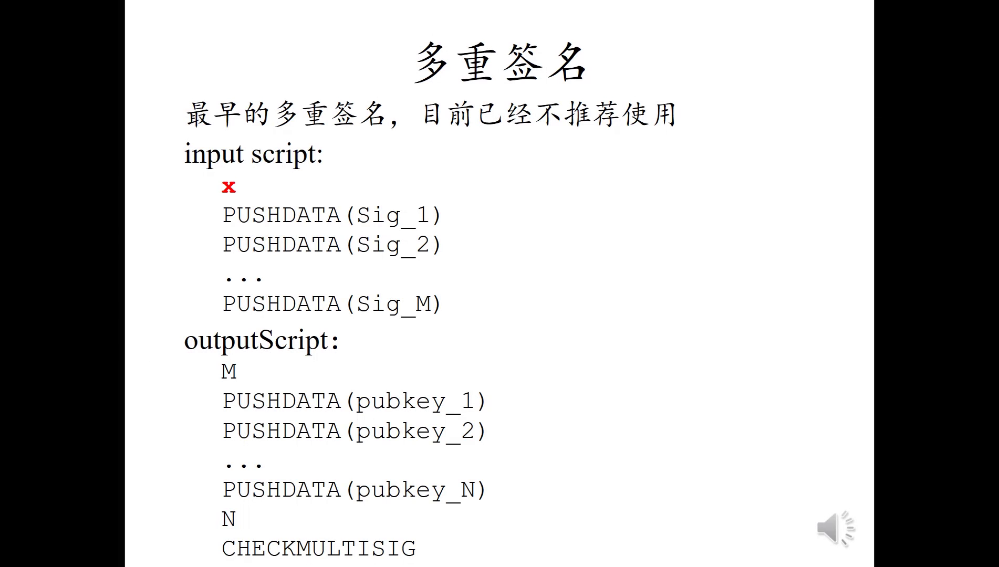 多重签名
最早的多重签名，目前已经不推荐使用
input script:
x
PUSHDATA(Sig_1)
PUSHDATA(Sig_2)
...
PUSHDATA(Sig_M)
outputScript：
M
PUSHDATA(pubkey_1)
PUSHDATA(pubkey_2)
...
PUSHDATA(pubkey_N)
N
CHECKMULTISIG